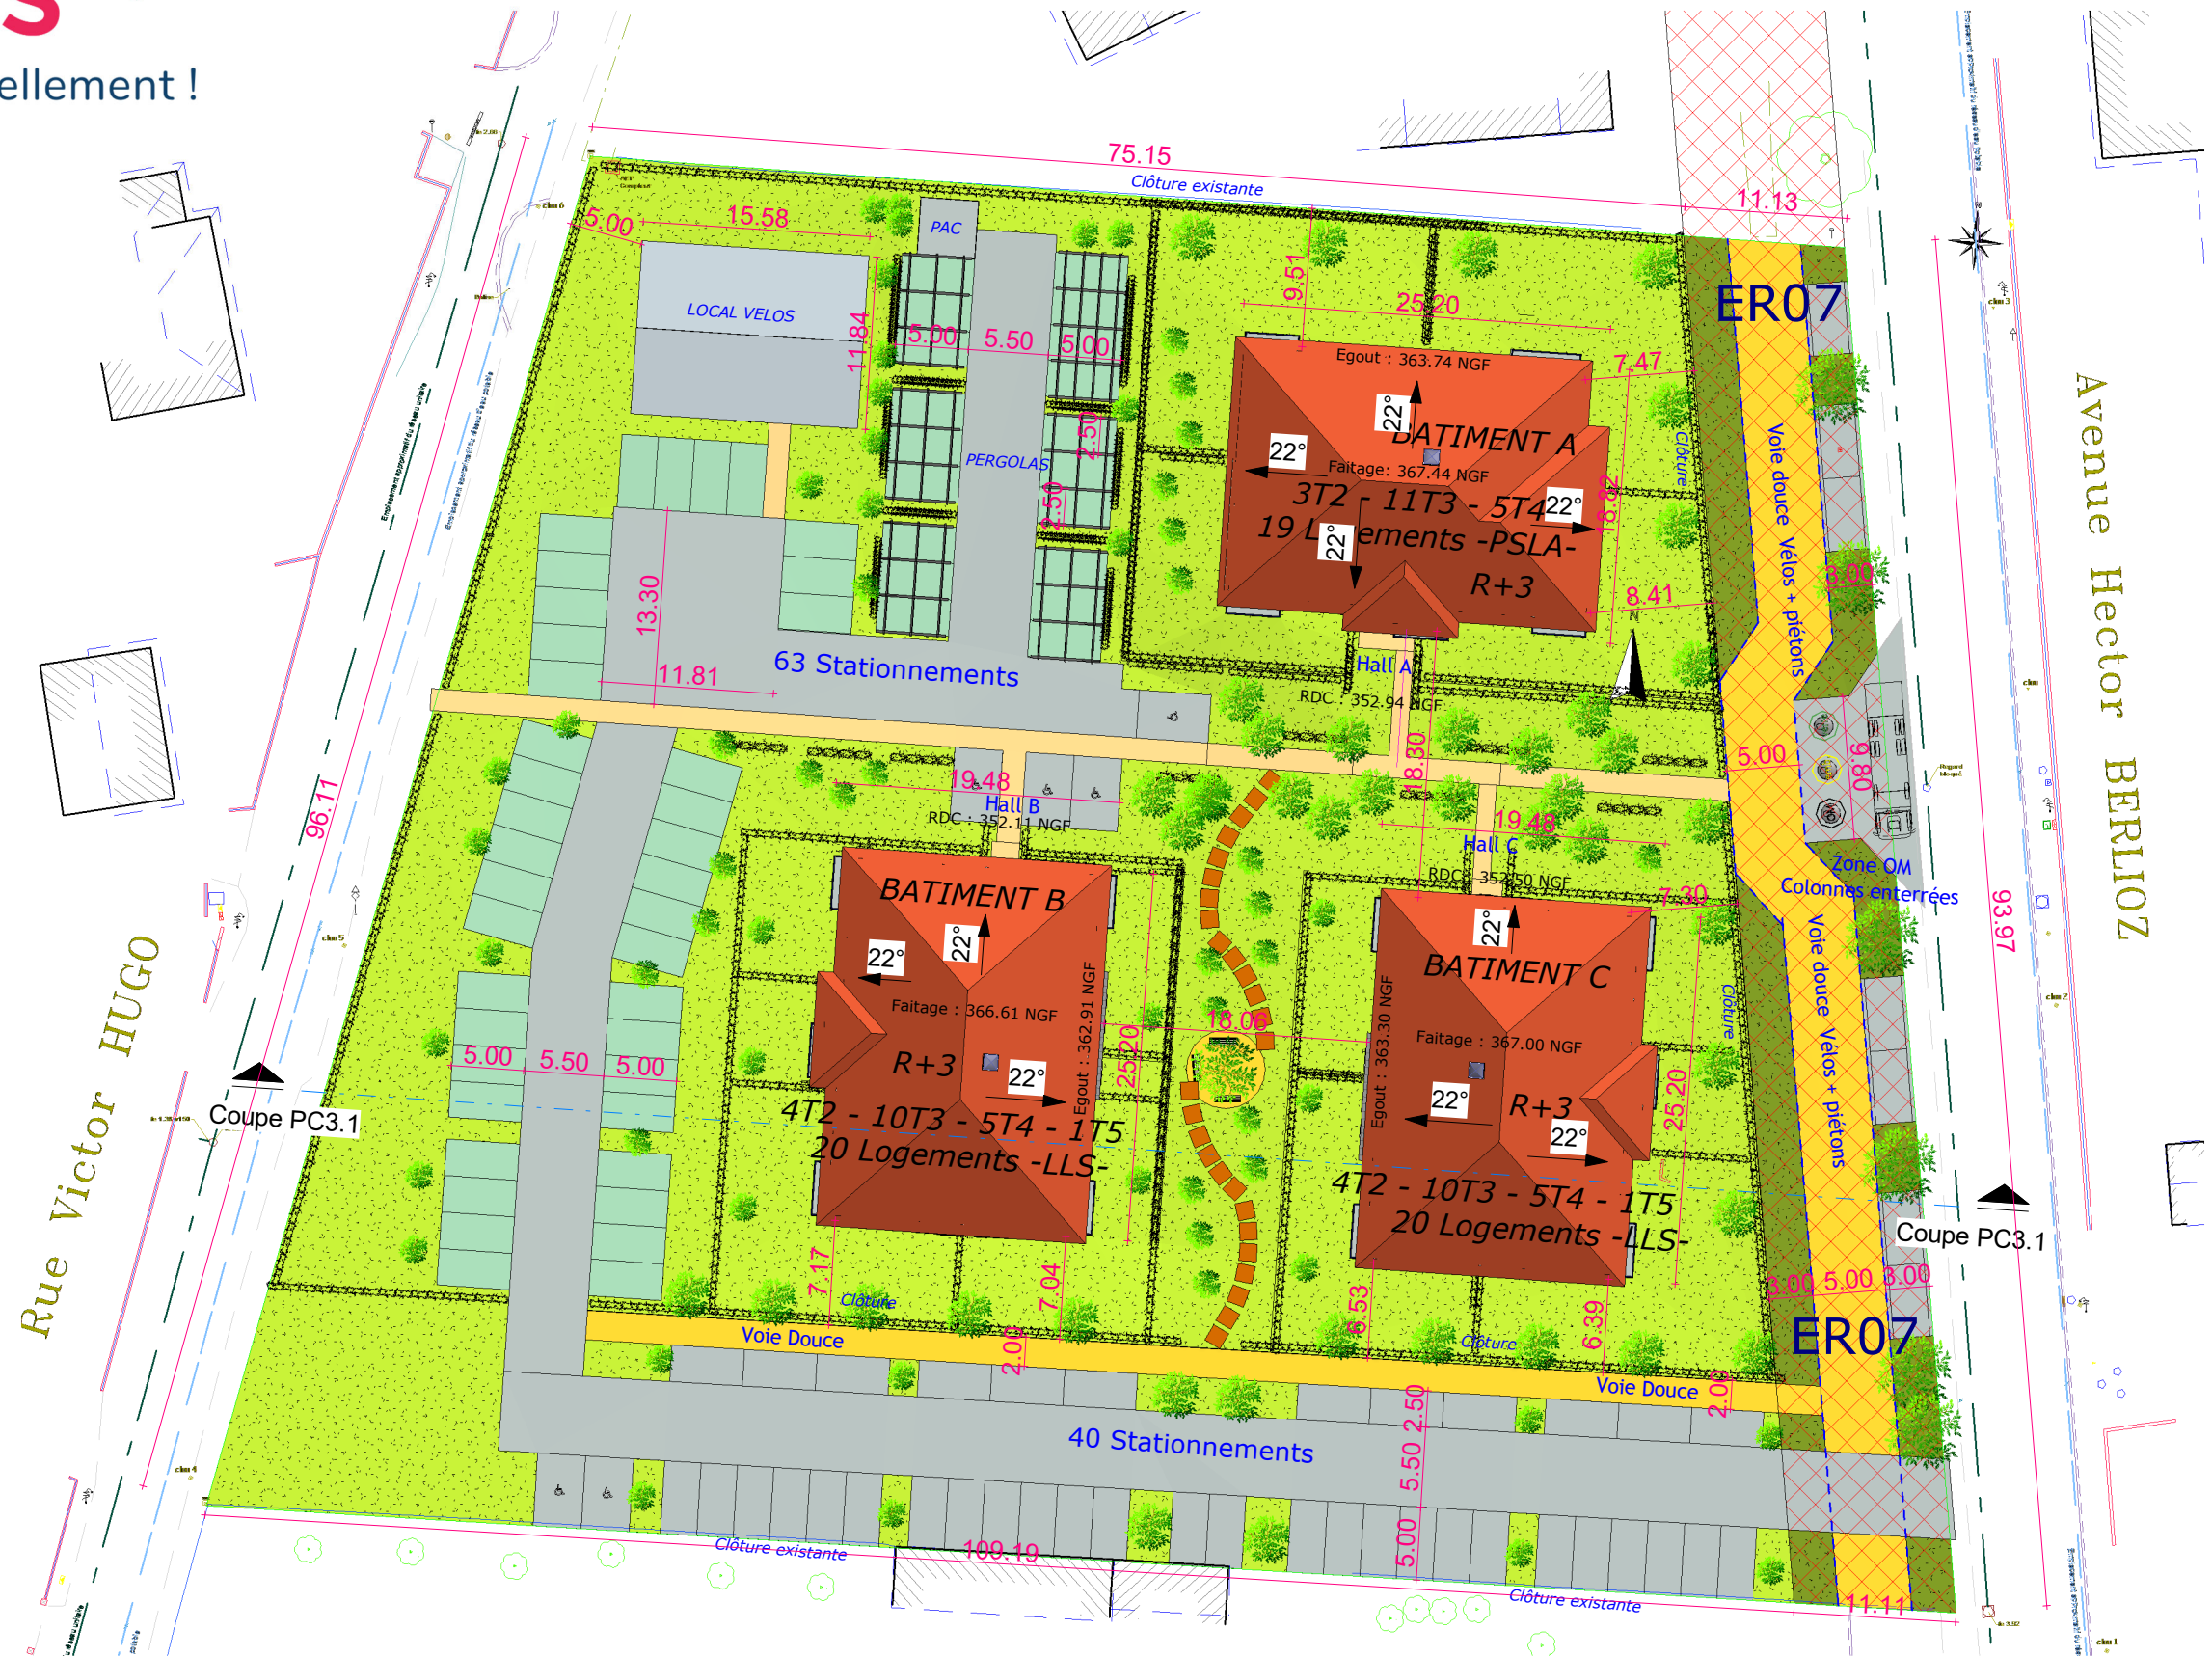 S
ellement !
75.15
Clôture existante
11.13
5.00
15.58
PAC
LOCAL VELOS
11.84
5.00
5.50
5.00
2.50
PERGOLAS
2.50
9.51
25.20
7.47
Egout : 363.74 NGF
22°
BATIMENT A
22°
Faitage: 367.44 NGF
3T2 - 11T3 - 5T4
22°
22°
19 L ements -PSLA-
R+3
18.82
8.41
N
Clôture
ER07
Voie douce Vélos + piétons
3.00
Avenue Hector BERLIOZ
13.30
11.81
63 Stationnements
Hall A
RDC : 352.94 NGF
18.30
5.00
9.80
OM
Zone OM
Colonnes enterrées
96.11
93.97
19.48
Hall B
RDC : 352.11 NGF
19.48
Hall C
RDC : 352.50 NGF
7.30
BATIMENT B
22°
22°
Faitage : 366.61 NGF
Egout : 362.91 NGF
R+3
22°
25.20
4T2 - 10T3 - 5T4 - 1T5
20 Logements -LLS-
18.06
BATIMENT C
22°
Egout : 363.30 NGF
Faitage : 367.00 NGF
22°
R+3
22°
25.20
4T2 - 10T3 - 5T4 - 1T5
20 Logements -LLS-
Clôture
Voie douce Vélos + piétons
5.00
5.50
5.00
Rue Victor HUGO
Coupe PC3.1
Coupe PC3.1
7.17
Clôture
7.04
6.53
Clôture
6.39
3.00
5.00
3.00
ER07
Voie Douce
2.00
Voie Douce
2.00
40 Stationnements
2.50
5.50
5.00
Clôture existante
109.19
Clôture existante
11.11